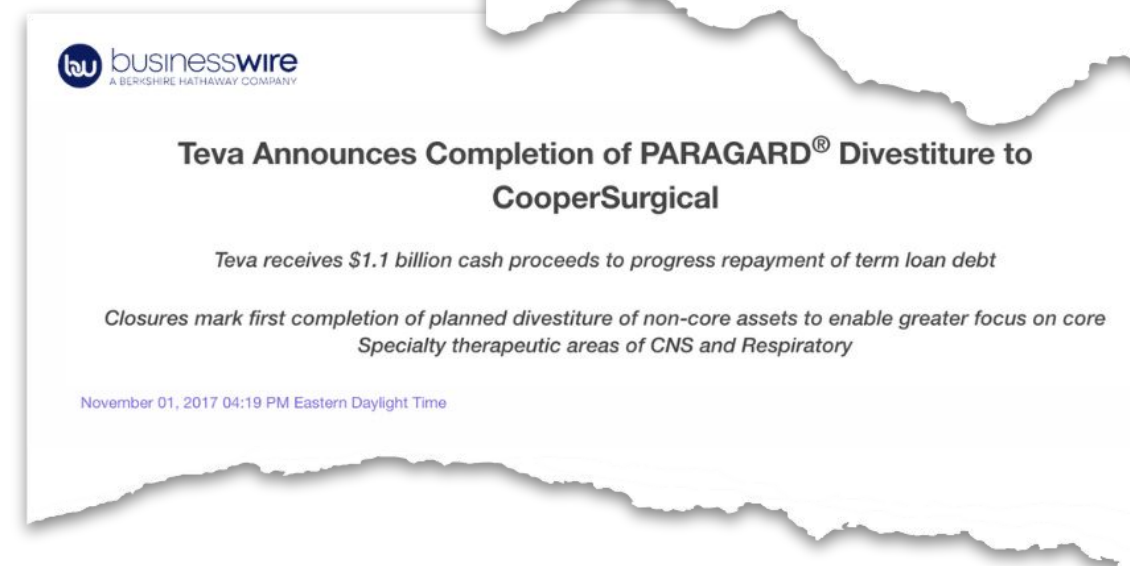 bw businesswire
A BERKSHIRE HATHAWAY COMPANY
Teva Announces Completion of PARAGARD® Divestiture to
CooperSurgical
Teva receives $1.1 billion cash proceeds to progress repayment of term loan debt
Closures mark first completion of planned divestiture of non-core assets to enable greater focus on core
Specialty therapeutic areas of CNS and Respiratory
November 01, 2017 04:19 PM Eastern Daylight Time